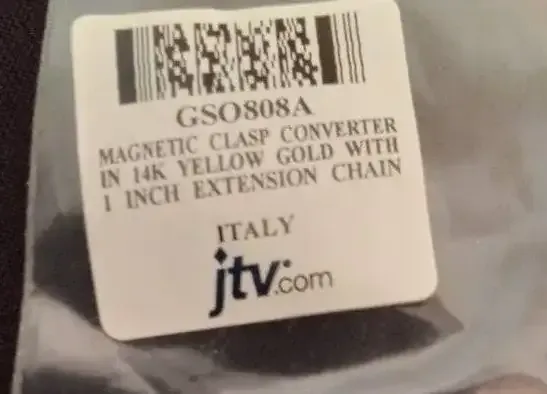 GSO808A
MAGNETIC CLASP CONVERTER
IN 14K YELLOW GOLD WITH
1 INCH EXTENSION CHAIN
ITALY
jtv.com